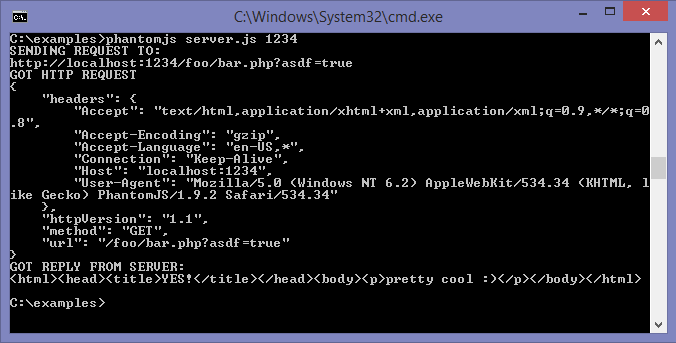 C:\Windows\System32\cmd.exe
C:\examples>phantomjs server.js 1234
SENDING REQUEST TO:
http://localhost:1234/foo/bar.php?asdf=true
GOT HTTP REQUEST
{
    "headers": {
        "Accept": "text/html,application/xhtml+xml,application/xml;q=0.9,*/*;q=0
.8",
        "Accept-Encoding": "gzip",
        "Accept-Language": "en-US,*",
        "Connection": "Keep-Alive",
        "Host": "localhost:1234",
        "User-Agent": "Mozilla/5.0 (Windows NT 6.2) AppleWebKit/534.34 (KHTML, l
ike Gecko) PhantomJS/1.9.2 Safari/534.34"
    },
    "httpVersion": "1.1",
    "method": "GET",
    "url": "/foo/bar.php?asdf=true"
}
GOT REPLY FROM SERVER:
<html><head><title>YES!</title></head><body><p>pretty cool :)</p></body></html>
C:\examples>